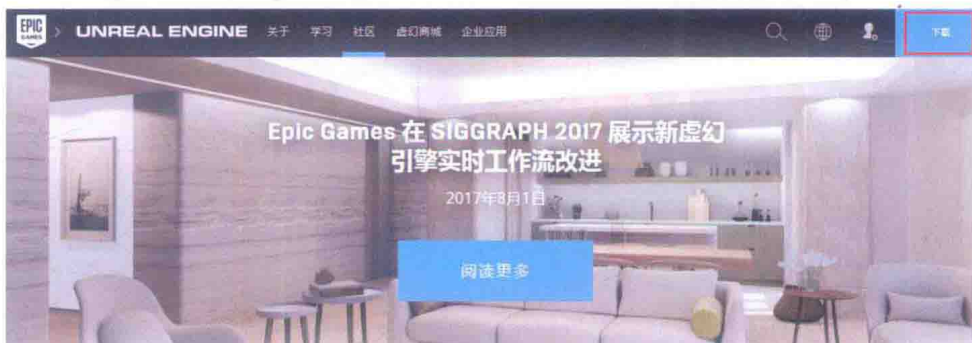 EPIC GAMES > UNREAL ENGINE 关于 学习 社区 虚幻商城 企业应用 下载
Epic Games 在 SIGGRAPH 2017 展示新虚幻
引擎实时工作流改进
2017年8月1日
阅读更多